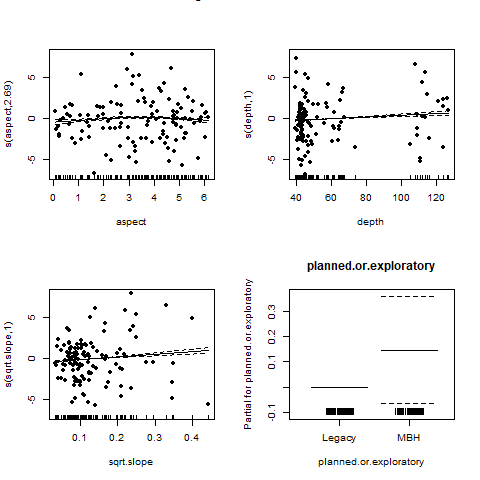 s(aspect,2.69)
5
0
-5
0 1 2 3 4 5 6
aspect
s(depth,1)
5
0
-5
40 60 80 100 120
depth
s(sqrt.slope,1)
5
0
-5
0.1 0.2 0.3 0.4
sqrt.slope
planned.or.exploratory
Partial for planned.or.exploratory
0.3
0.1
-0.1
Legacy MBH
planned.or.exploratory